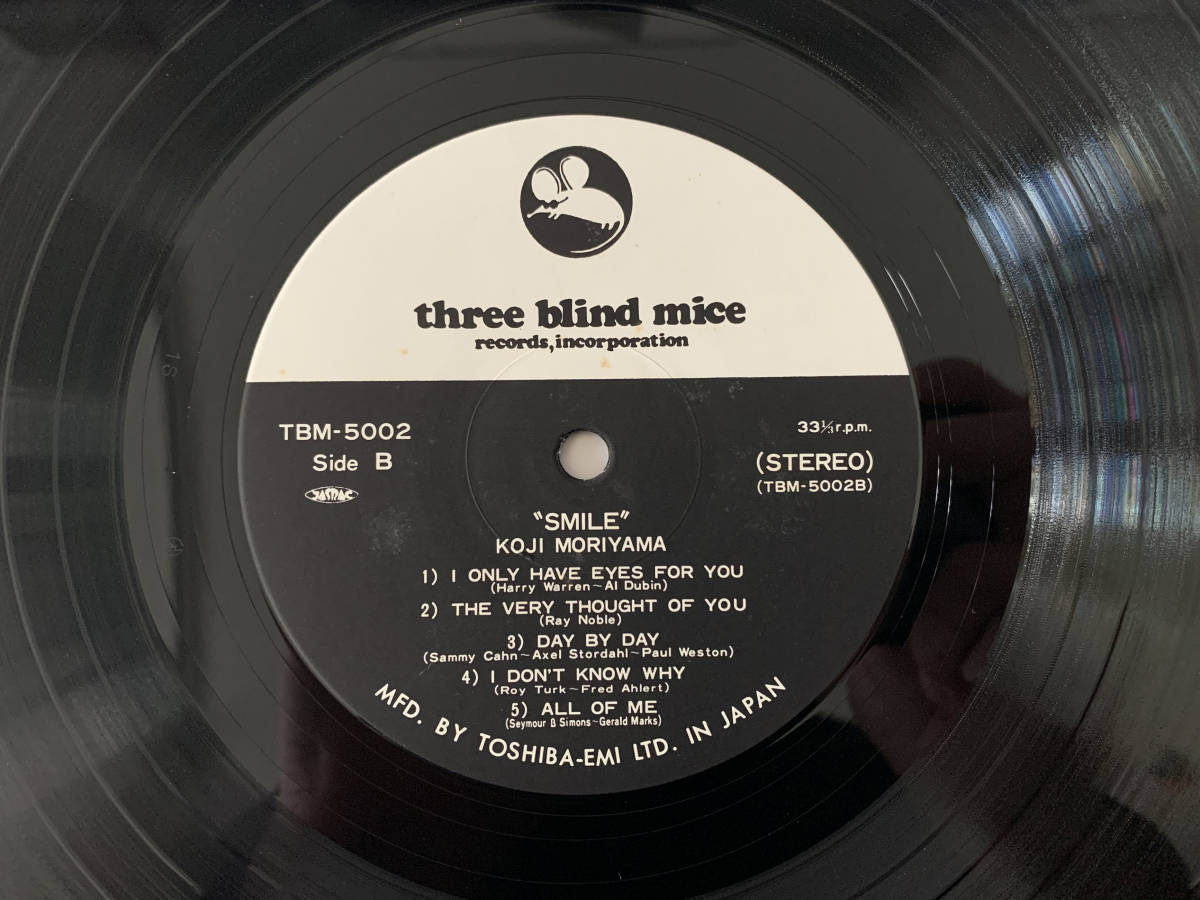 three blind mice
records, incorporation
TBM-5002
Side B
JASRAC
33⅓ r.p.m.
(STEREO)
(TBM-5002B)
"SMILE"
KOJI MORIYAMA
1) I ONLY HAVE EYES FOR YOU
(Harry Warren~Al Dubin)
2) THE VERY THOUGHT OF YOU
(Ray Noble)
3) DAY BY DAY
(Sammy Cahn~Axel Stordahl~Paul Weston)
4) I DON'T KNOW WHY
(Roy Turk~Fred Ahlert)
5) ALL OF ME
(Seymour B Simons~Gerald Marks)
MFD. BY TOSHIBA-EMI LTD. IN JAPAN